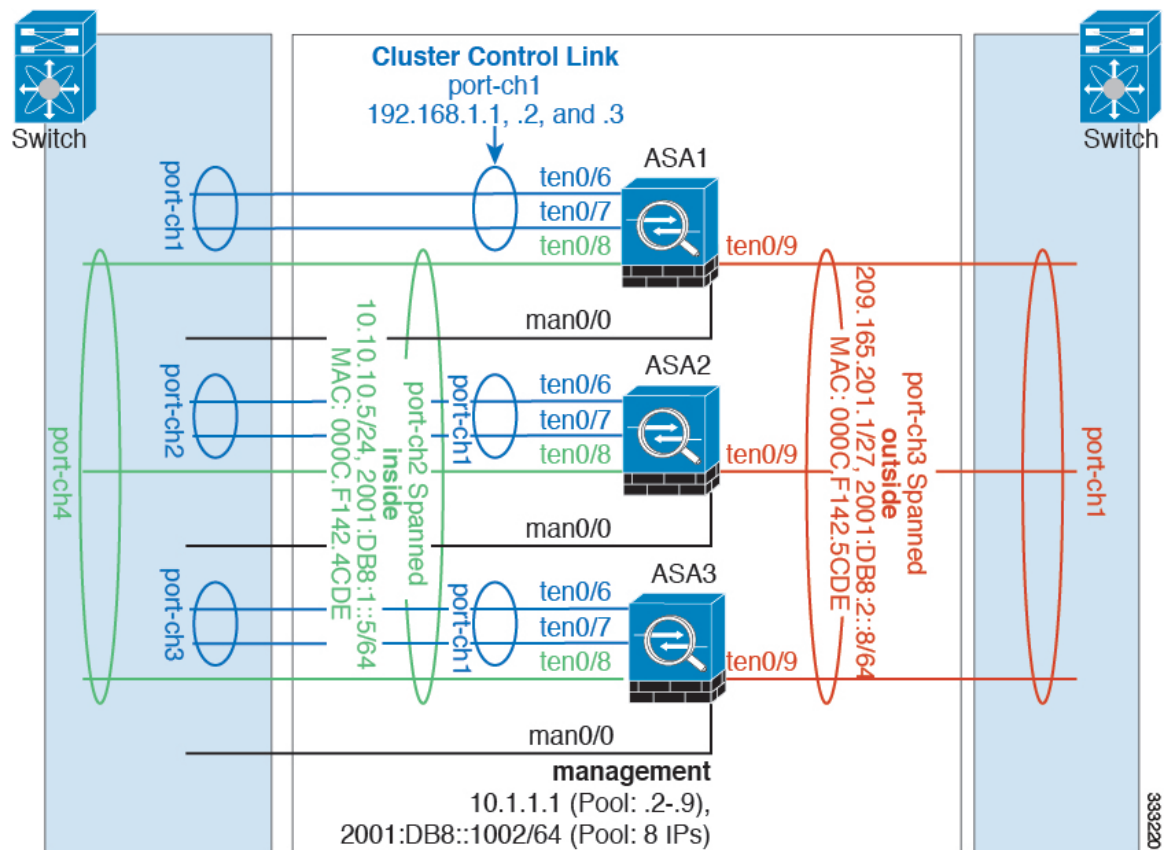 Switch
Switch
Cluster Control Link
port-ch1
192.168.1.1, .2, and .3
ASA1
port-ch1
ten0/6
ten0/7
ten0/8
ten0/9
man0/0
ASA2
port-ch2
port-ch1
ten0/6
ten0/7
ten0/8
ten0/9
man0/0
ASA3
port-ch3
port-ch1
ten0/6
ten0/7
ten0/8
ten0/9
man0/0
port-ch4
port-ch2 Spanned
inside
10.10.10.5/24, 2001:DB8:1::5/64
MAC: 000C.F142.4CDE
port-ch3 Spanned
outside
209.165.201.1/27, 2001:DB8:2::8/64
MAC: 000C.F142.5CDE
port-ch1
management
10.1.1.1 (Pool: .2-.9),
2001:DB8::1002/64 (Pool: 8 IPs)
333220